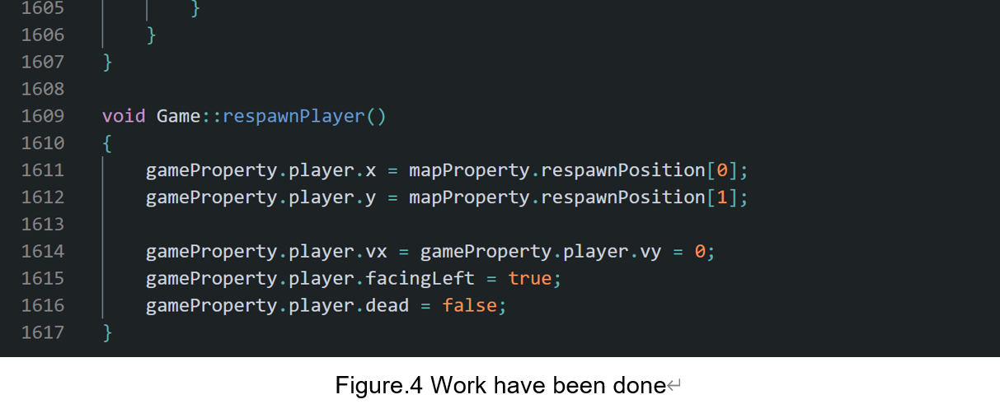 1605            }
1606        }
1607    }
1608
1609    void Game::respawnPlayer()
1610    {
1611        gameProperty.player.x = mapProperty.respawnPosition[0];
1612        gameProperty.player.y = mapProperty.respawnPosition[1];
1613
1614        gameProperty.player.vx = gameProperty.player.vy = 0;
1615        gameProperty.player.facingLeft = true;
1616        gameProperty.player.dead = false;
1617    }
Figure.4 Work have been done↵